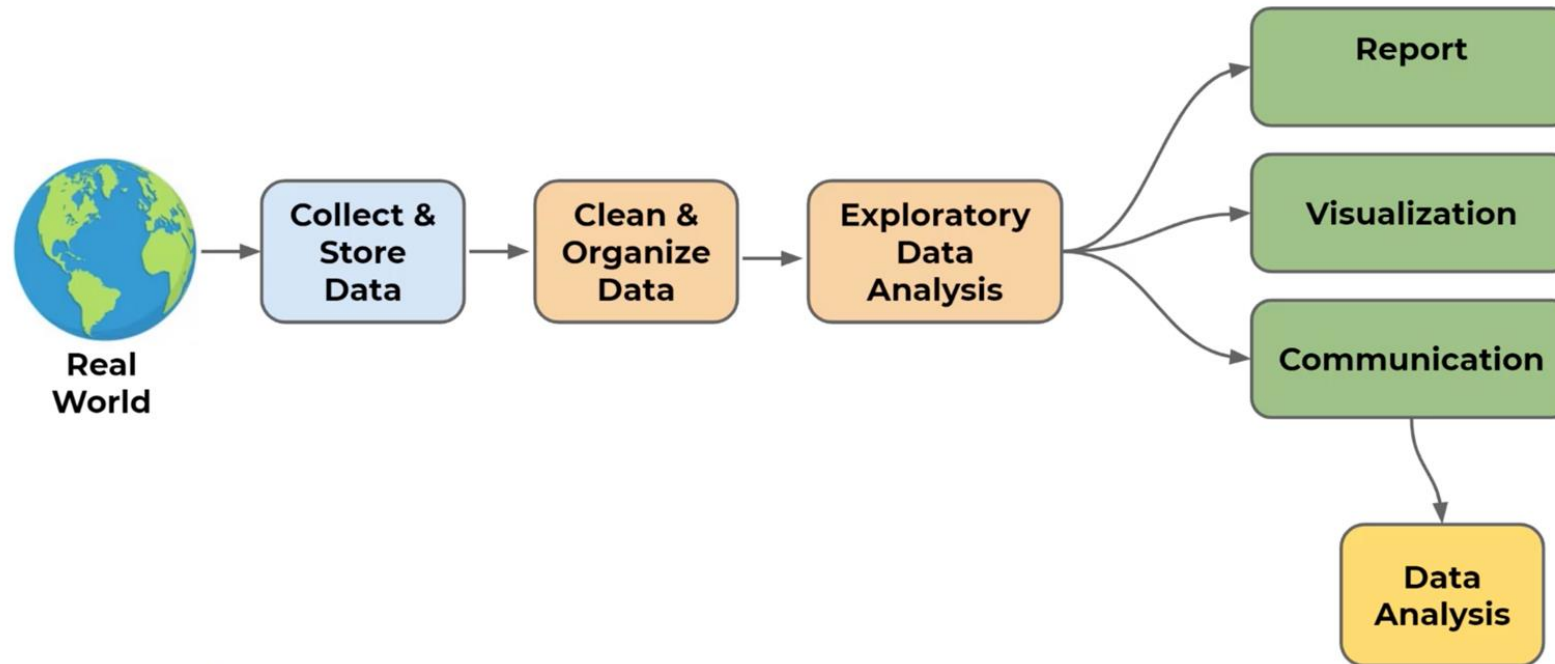 Real
World
Collect &
Store
Data
Clean &
Organize
Data
Exploratory
Data
Analysis
Report
Visualization
Communication
Data
Analysis